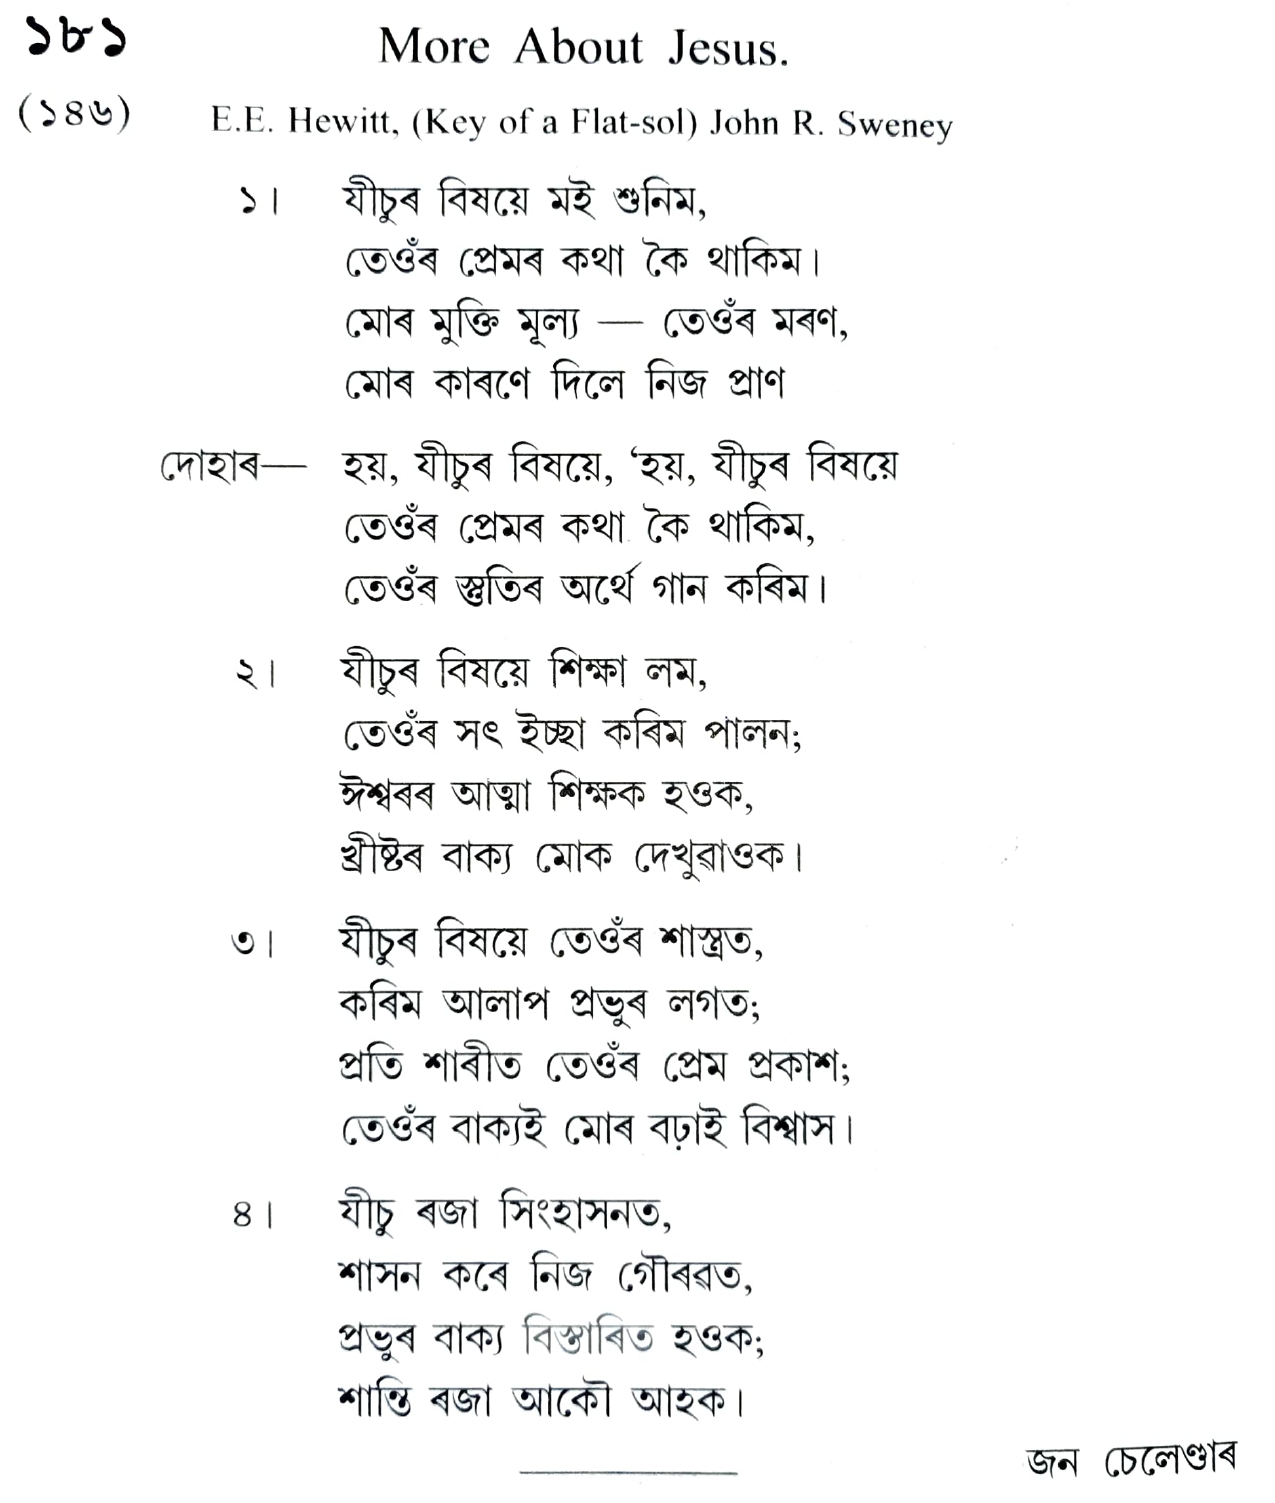 ১৮১
More About Jesus.
(১৪৬)
E.E. Hewitt, (Key of a Flat-sol) John R. Sweney
১। যীচুৰ বিষয়ে মই শুনিম,
তেওঁৰ প্ৰেমৰ কথা কৈ থাকিম।
মোৰ মুক্তি মূল্য — তেওঁৰ মৰণ,
মোৰ কাৰণে দিলে নিজ প্ৰাণ
দোহাৰ— হয়, যীচুৰ বিষয়ে, ‘হয়, যীচুৰ বিষয়ে
তেওঁৰ প্ৰেমৰ কথা কৈ থাকিম,
তেওঁৰ স্তুতিৰ অৰ্থে গান কৰিম।
২। যীচুৰ বিষয়ে শিক্ষা লম,
তেওঁৰ সৎ ইচ্ছা কৰিম পালন;
ঈশ্বৰৰ আত্মা শিক্ষক হওক,
খ্ৰীষ্টৰ বাক্য মোক দেখুৱাওক।
৩। যীচুৰ বিষয়ে তেওঁৰ শাস্ত্ৰত,
কৰিম আলাপ প্ৰভুৰ লগত;
প্ৰতি শাৰীত তেওঁৰ প্ৰেম প্ৰকাশ;
তেওঁৰ বাক্যই মোৰ বঢ়াই বিশ্বাস।
৪। যীচু ৰজা সিংহাসনত,
শাসন কৰে নিজ গৌৰৱত,
প্ৰভুৰ বাক্য বিস্তাৰিত হওক;
শান্তি ৰজা আকৌ আহক।
জন চেলেণ্ডাৰ